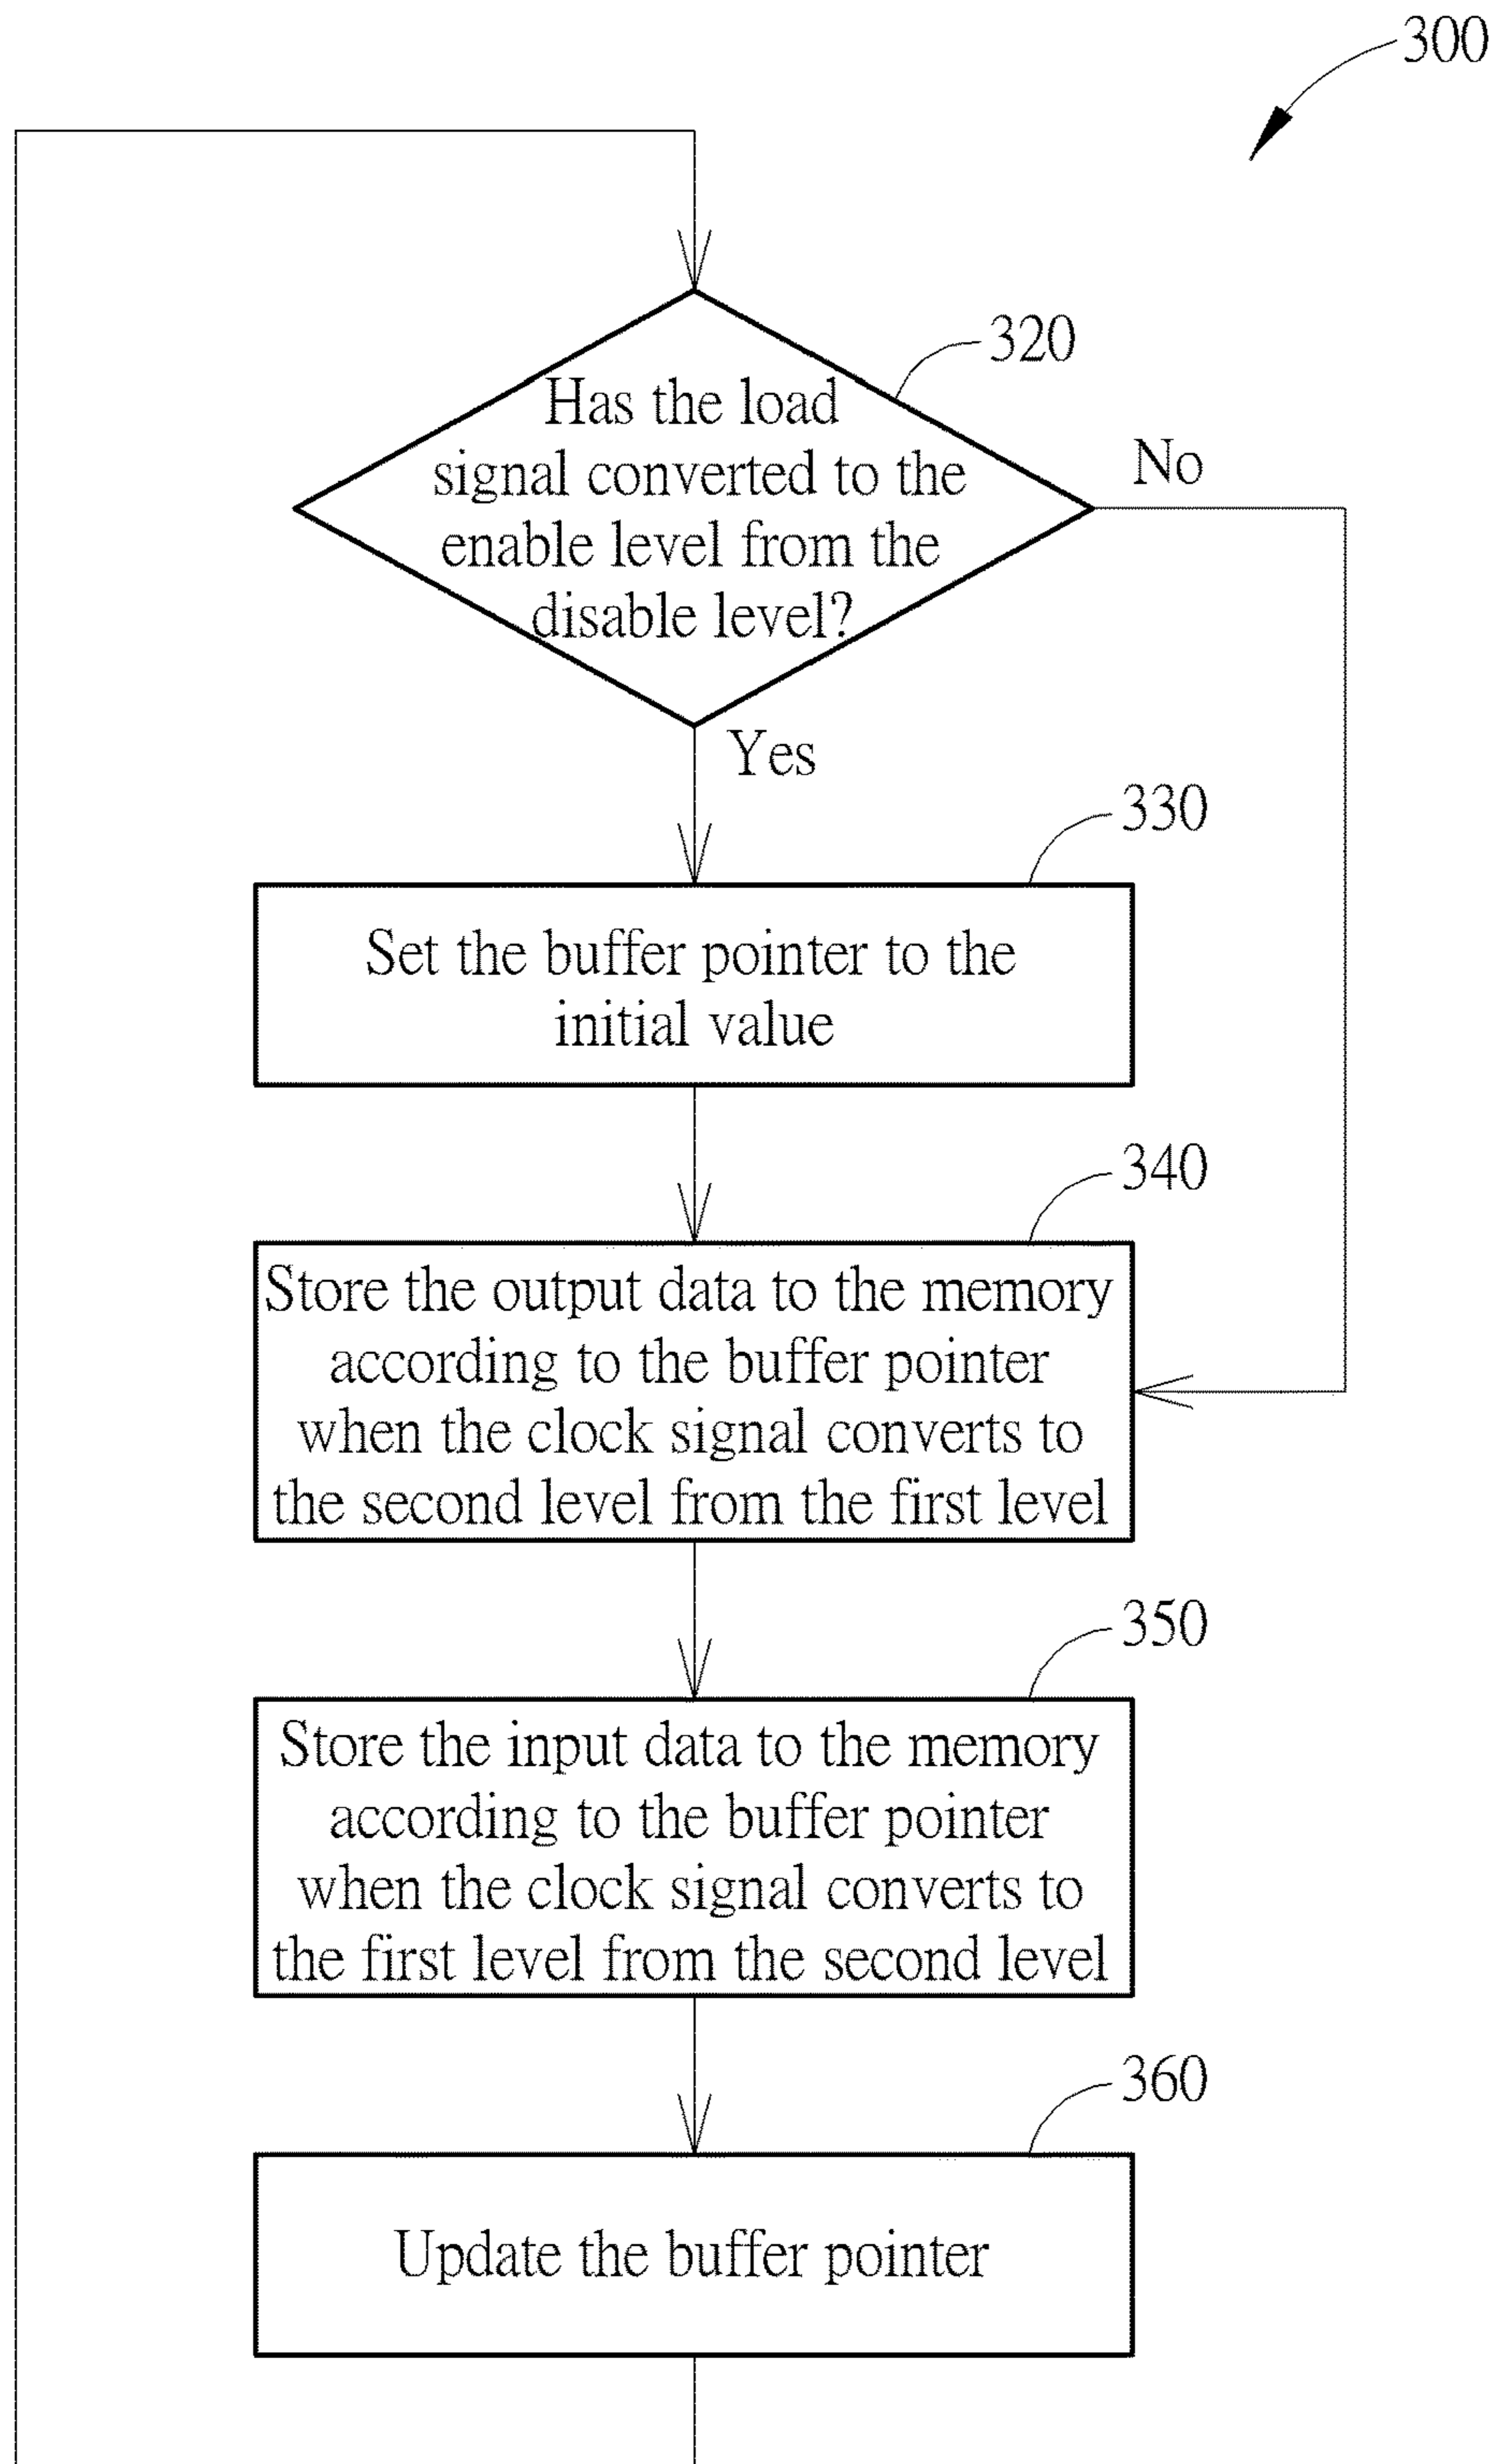 300
320
Has the load
signal converted to the
enable level from the
disable level?
No
Yes
330
Set the buffer pointer to the
initial value
340
Store the output data to the memory
according to the buffer pointer
when the clock signal converts to
the second level from the first level
350
Store the input data to the memory
according to the buffer pointer
when the clock signal converts to
the first level from the second level
360
Update the buffer pointer